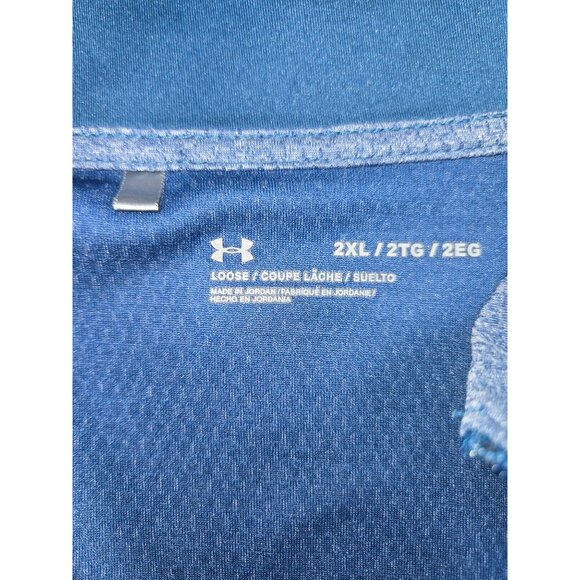 2XL / 2TG / 2EG
LOOSE / COUPE LÂCHE / SUELTO
MADE IN JORDAN/FABRIQUÉ EN JORDANIE/
HECHO EN JORDANIA